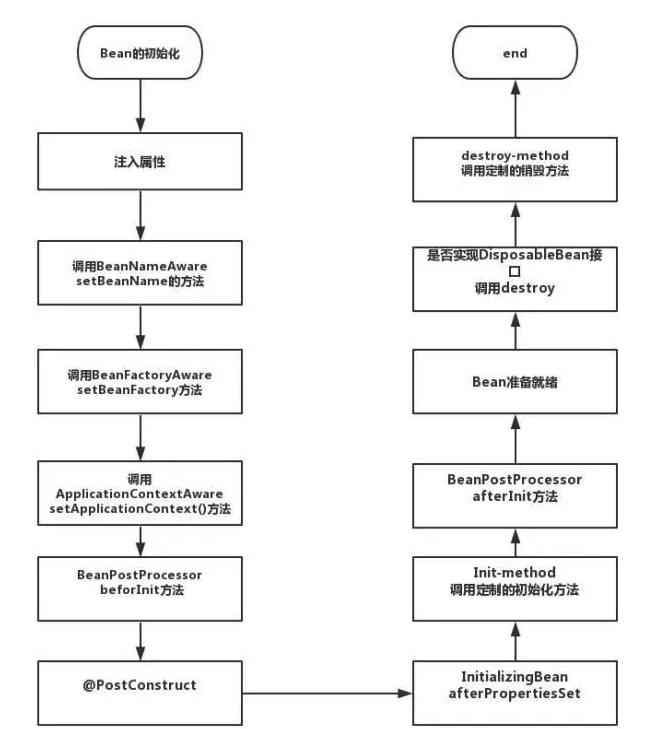 Bean的初始化
注入属性
调用BeanNameAware
setBeanName的方法
调用BeanFactoryAware
setBeanFactory方法
调用
ApplicationContextAware
setApplicationContext()方法
BeanPostProcessor
beforInit方法
@PostConstruct
InitializingBean
afterPropertiesSet
Init-method
调用定制的初始化方法
BeanPostProcessor
afterInit方法
Bean准备就绪
是否实现DisposableBean接
口
调用destroy
destroy-method
调用定制的销毁方法
end